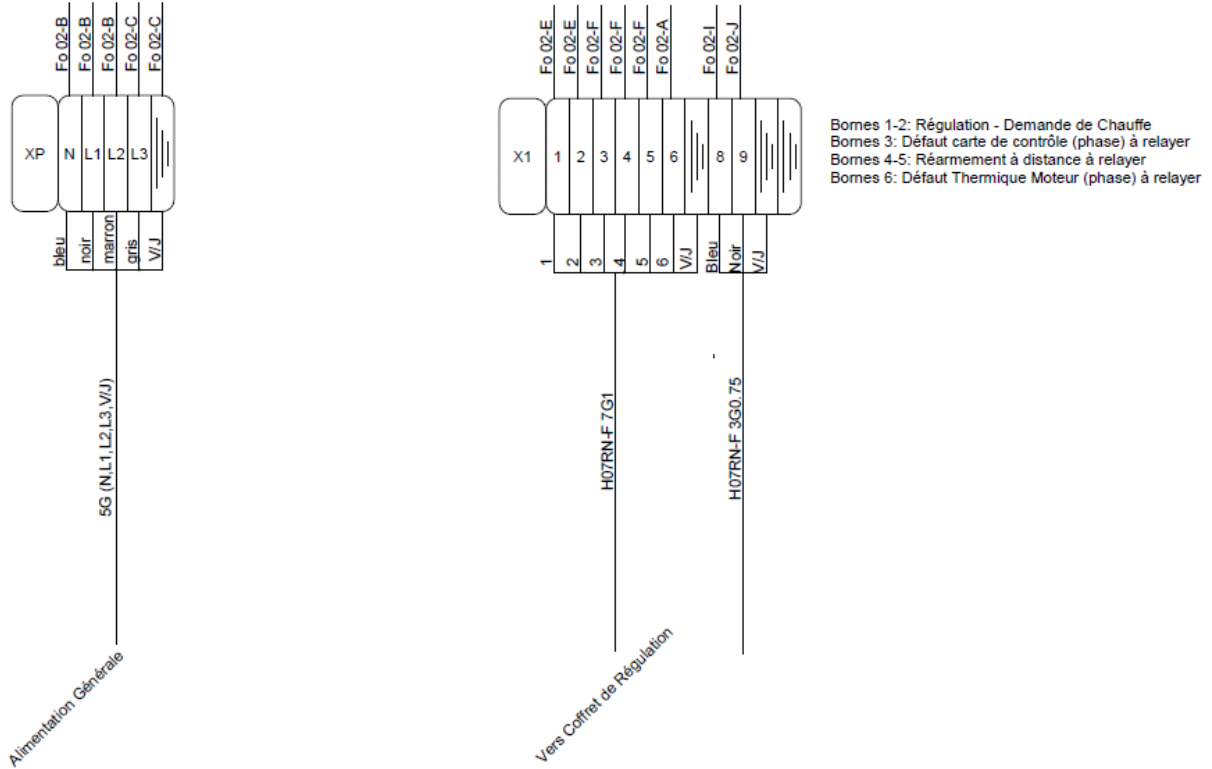 Fo 02-B
Fo 02-B
Fo 02-B
Fo 02-C
Fo 02-C
XP
N
L1
L2
L3
bleu
noir
marron
gris
V/J
5G (N,L1,L2,L3,V/J)
Alimentation Générale
Fo 02-E
Fo 02-E
Fo 02-F
Fo 02-F
Fo 02-F
Fo 02-A
Fo 02-I
Fo 02-J
X1
1
2
3
4
5
6
8
9
1
2
3
4
5
6
V/J
Bleu
Noir
V/J
H07RN-F 7G1
H07RN-F 3G0.75
Vers Coffret de Régulation
Bornes 1-2: Régulation - Demande de Chauffe
Bornes 3: Défaut carte de contrôle (phase) à relayer
Bornes 4-5: Réarmement à distance à relayer
Bornes 6: Défaut Thermique Moteur (phase) à relayer